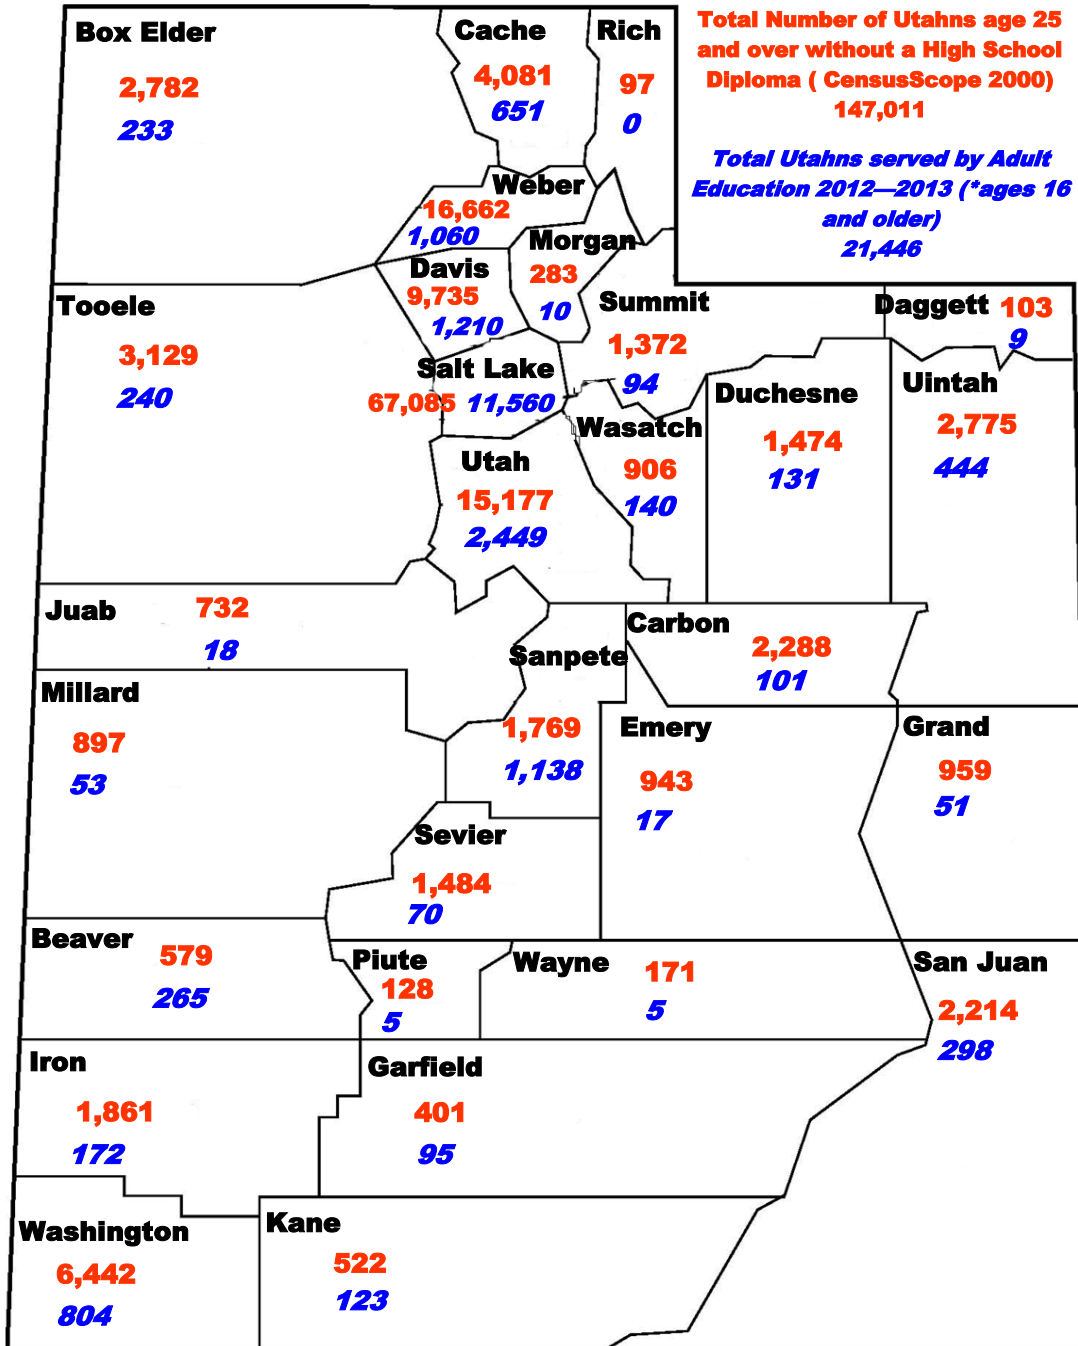 Total Number of Utahns age 25
and over without a High School
Diploma ( CensusScope 2000)
147,011
Total Utahns served by Adult
Education 2012—2013 (*ages 16
and older)
21,446
Box Elder
2,782
233
Cache
4,081
651
Rich
97
0
Weber
16,662
1,060
Morgan
283
10
Davis
9,735
1,210
Summit
1,372
94
Daggett 103
9
Tooele
3,129
240
Salt Lake
67,085 11,560
Wasatch
906
140
Duchesne
1,474
131
Uintah
2,775
444
Utah
15,177
2,449
Juab
732
18
Sanpete
1,769
1,138
Carbon
2,288
101
Millard
897
53
Emery
943
17
Grand
959
51
Sevier
1,484
70
Beaver
579
265
Piute
128
5
Wayne
171
5
San Juan
2,214
298
Iron
1,861
172
Garfield
401
95
Washington
6,442
804
Kane
522
123